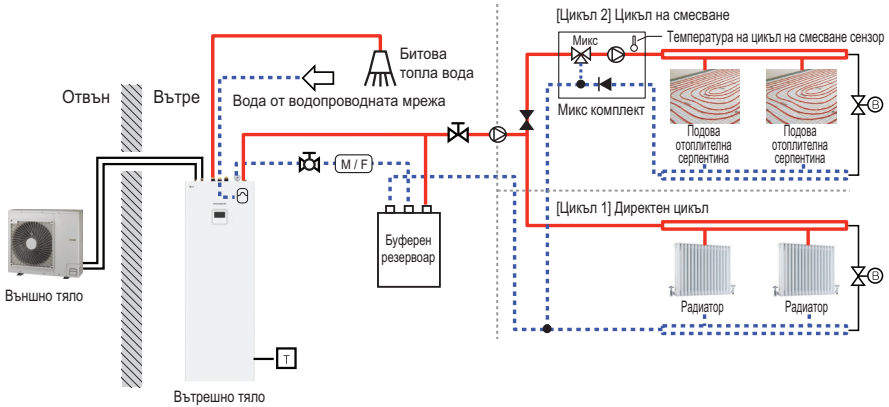 [Цикъл 2] Цикъл на смесване
Микс
Температура на цикъл на смесване сензор
Битова
топла вода
Отвън
Вътре
Вода от водопроводната мрежа
Микс комплект
B
Подова
отоплителна
серпентина
Подова
отоплителна
серпентина
M / F
[Цикъл 1] Директен цикъл
Буферен
резервоар
B
Външно тяло
Радиатор
Радиатор
T
Вътрешно тяло